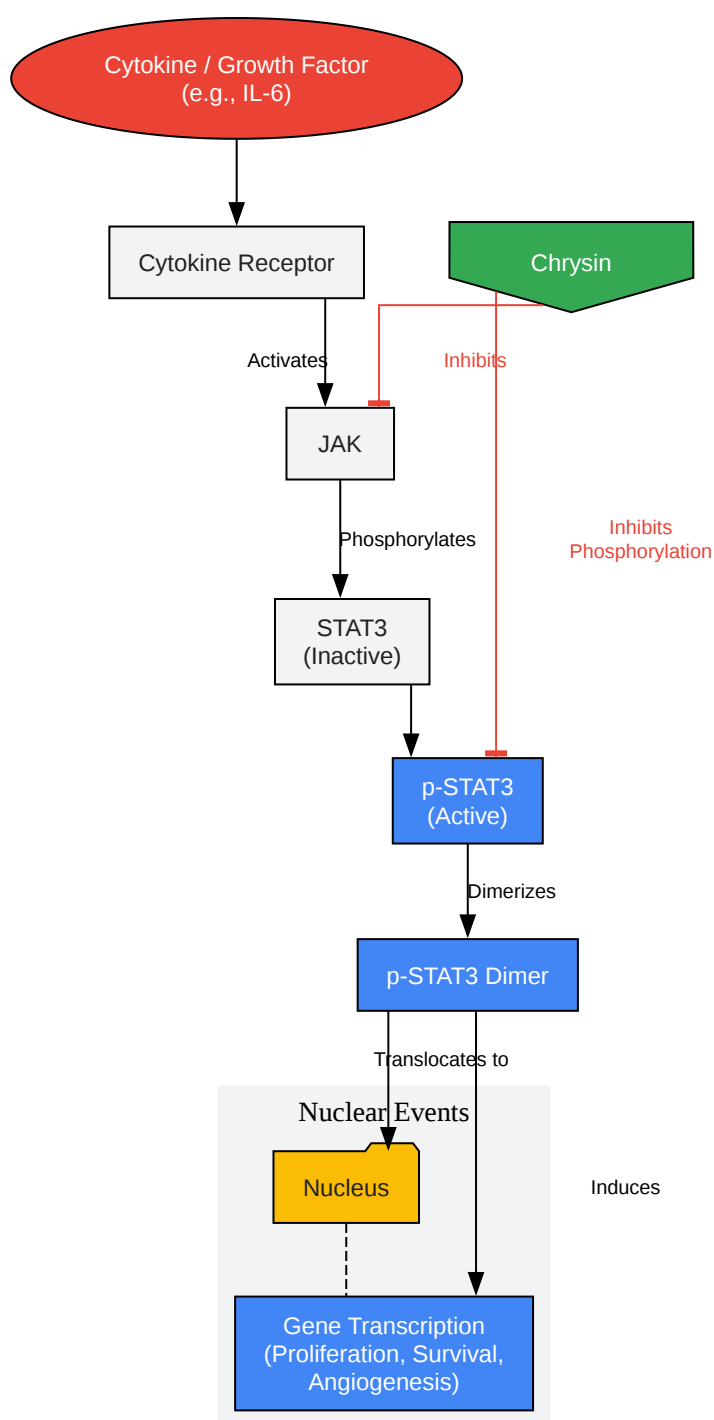 Cytokine / Growth Factor
(e.g., IL-6)
Cytokine Receptor
Chrysin
Activates
Inhibits
JAK
Inhibits
Phosphorylation
Phosphorylates
STAT3
(Inactive)
p-STAT3
(Active)
Dimerizes
p-STAT3 Dimer
Translocates to
Nuclear Events
Nucleus
Induces
Gene Transcription
(Proliferation, Survival,
Angiogenesis)